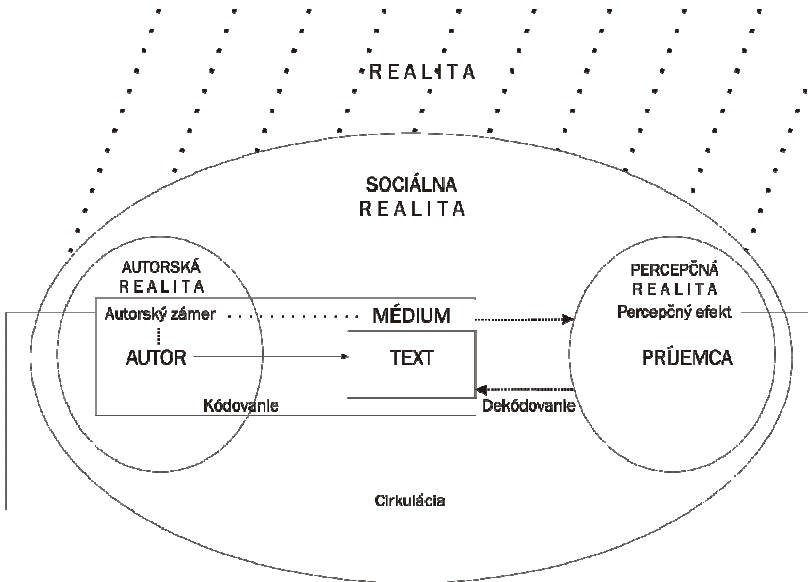 REALITA
SOCIÁLNA
REALITA
AUTORSKÁ
REALITA
PERCEPČNÁ
REALITA
Autorský zámer
MÉDIUM
Percepčný efekt
AUTOR
TEXT
PRÍJEMCA
Kódovanie
Dekódovanie
Cirkulácia